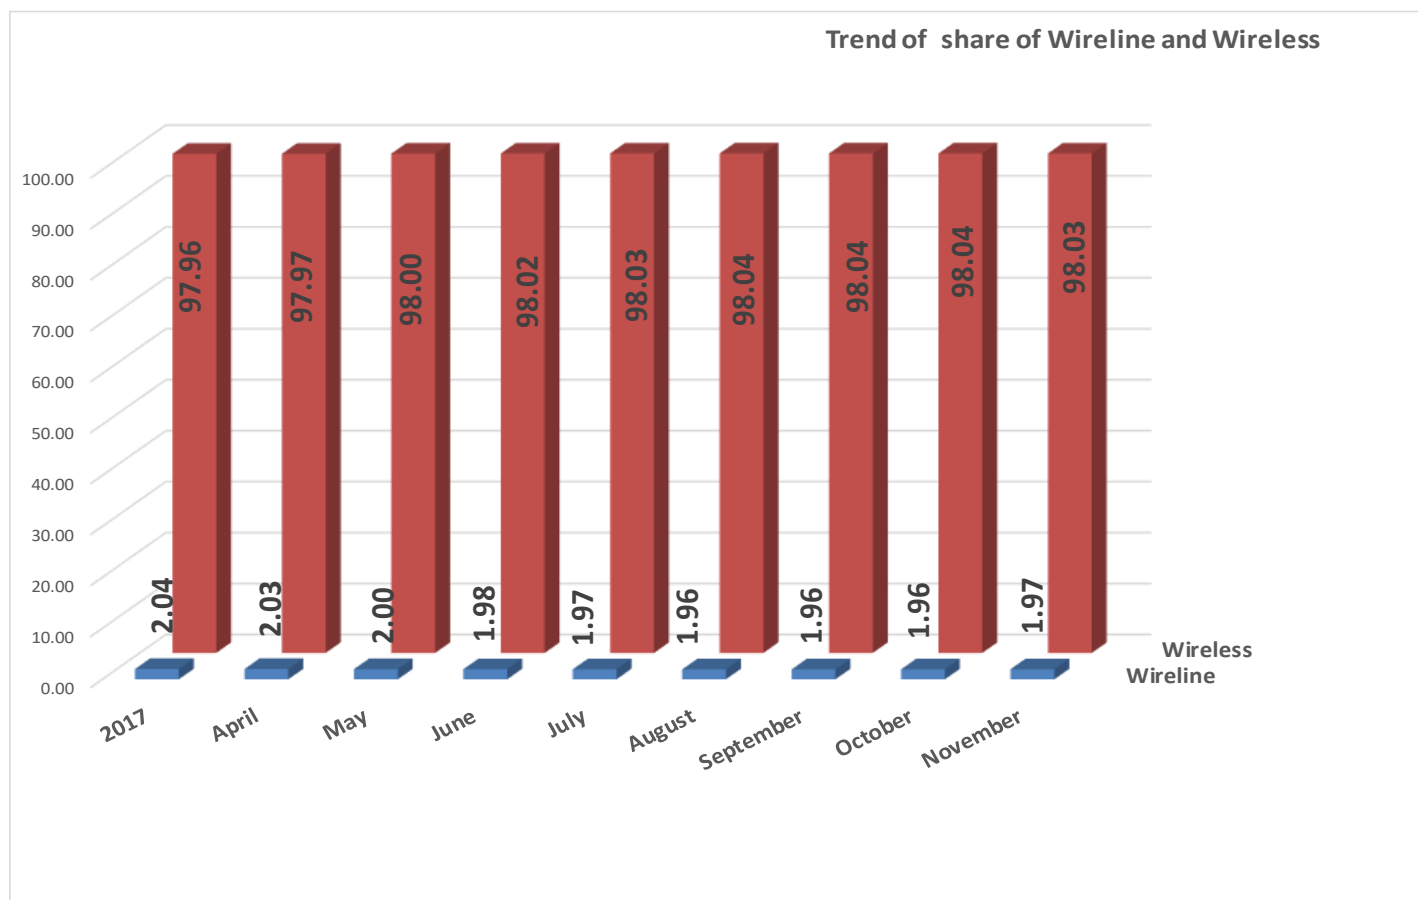 Trend of share of Wireline and Wireless
100.00
90.00
80.00
70.00
60.00
50.00
40.00
30.00
20.00
10.00
0.00
97.96
97.97
98.00
98.02
98.03
98.04
98.04
98.04
98.03
2.04
2.03
2.00
1.98
1.97
1.96
1.96
1.96
1.97
Wireless
Wireline
2017
April
May
June
July
August
September
October
November